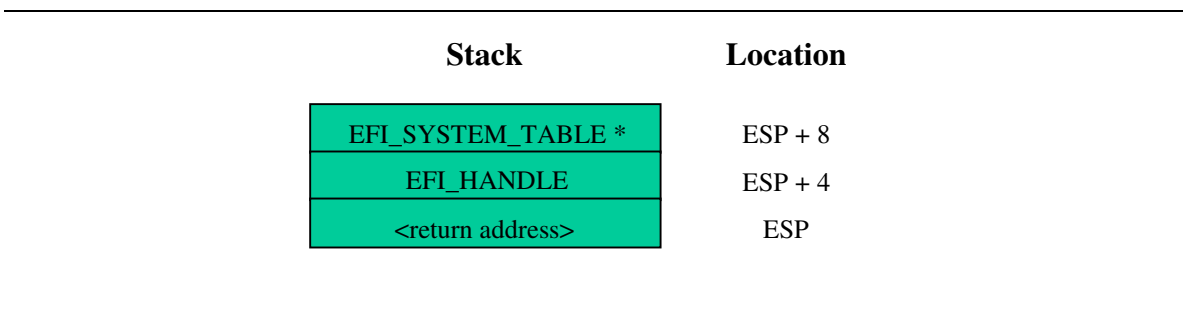 Stack Location
EFI_SYSTEM_TABLE * ESP + 8
EFI_HANDLE ESP + 4
<return address> ESP